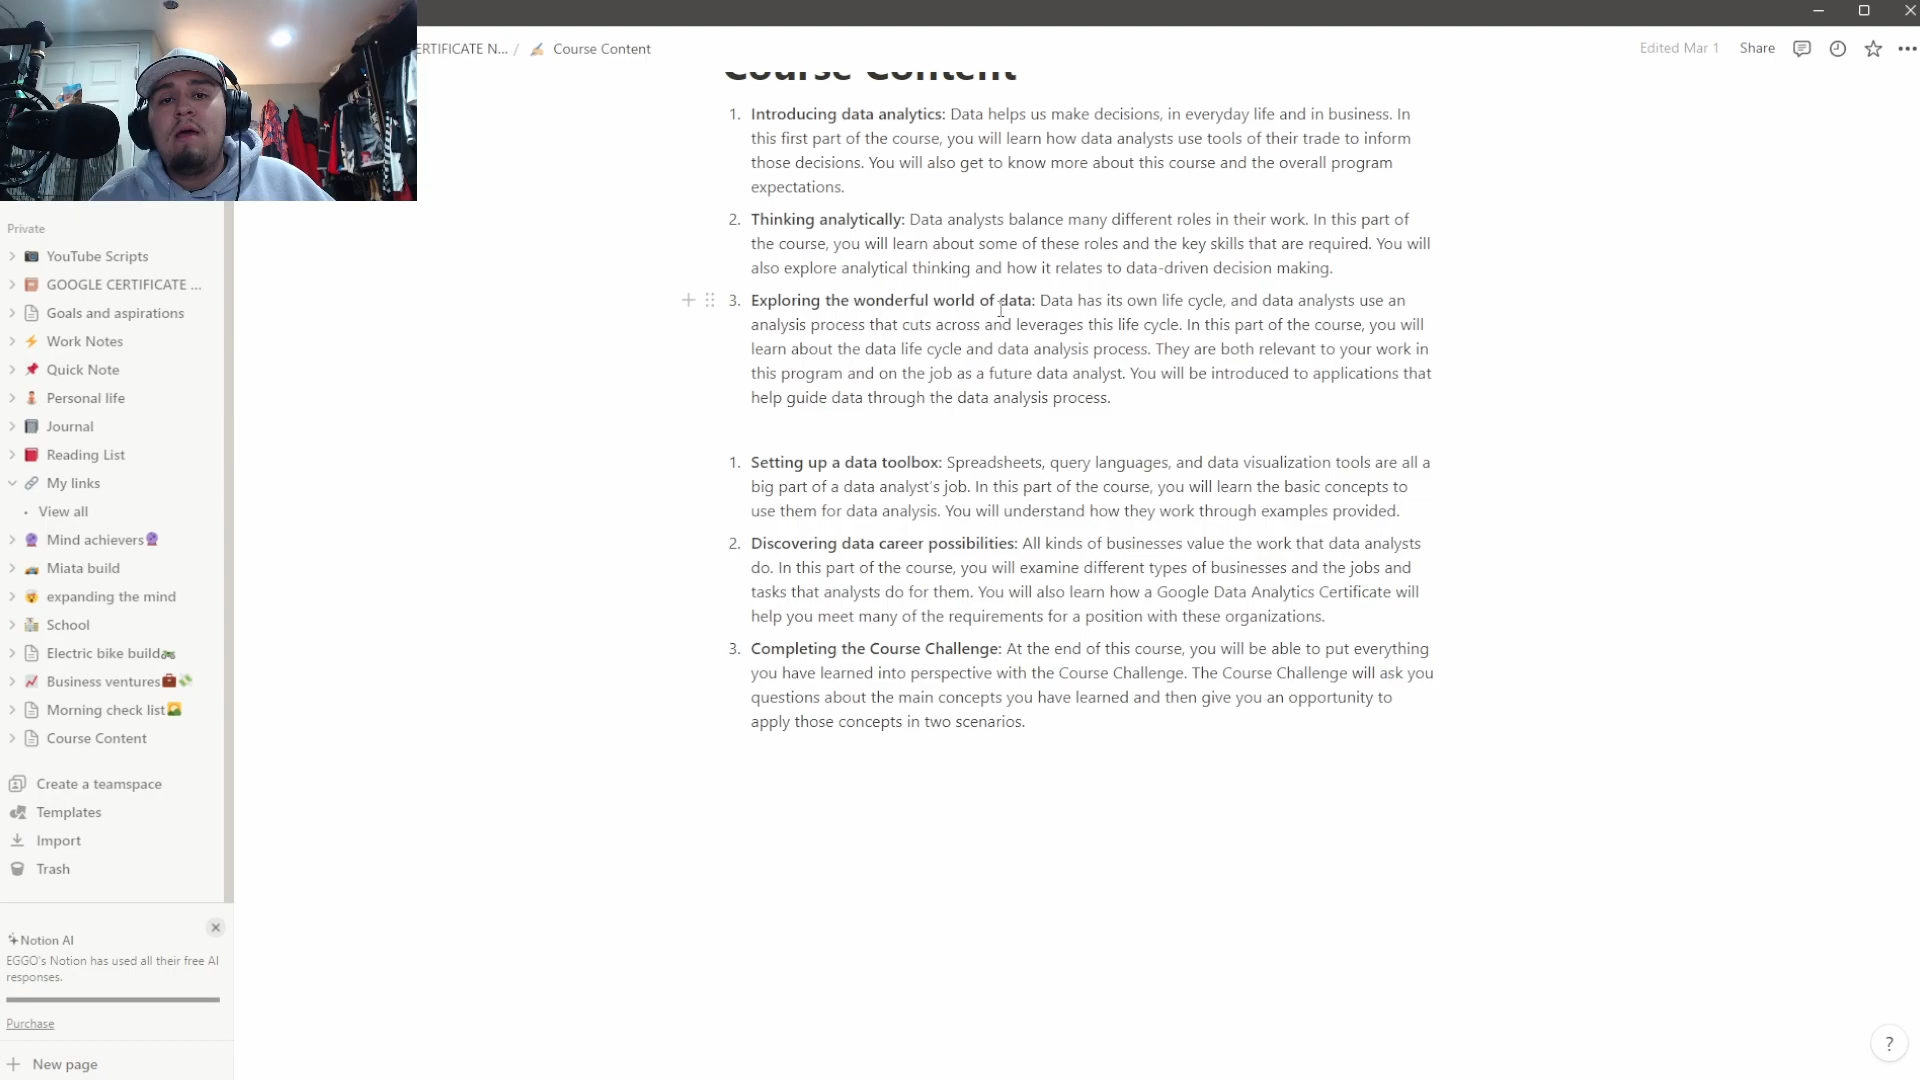 ERTIFICATE N... / Course Content
Edited Mar 1 Share
Course Content
1. Introducing data analytics: Data helps us make decisions, in everyday life and in business. In
this first part of the course, you will learn how data analysts use tools of their trade to inform
those decisions. You will also get to know more about this course and the overall program
expectations.
2. Thinking analytically: Data analysts balance many different roles in their work. In this part of
the course, you will learn about some of these roles and the key skills that are required. You will
also explore analytical thinking and how it relates to data-driven decision making.
3. Exploring the wonderful world of data: Data has its own life cycle, and data analysts use an
analysis process that cuts across and leverages this life cycle. In this part of the course, you will
learn about the data life cycle and data analysis process. They are both relevant to your work in
this program and on the job as a future data analyst. You will be introduced to applications that
help guide data through the data analysis process.
1. Setting up a data toolbox: Spreadsheets, query languages, and data visualization tools are all a
big part of a data analyst's job. In this part of the course, you will learn the basic concepts to
use them for data analysis. You will understand how they work through examples provided.
2. Discovering data career possibilities: All kinds of businesses value the work that data analysts
do. In this part of the course, you will examine different types of businesses and the jobs and
tasks that analysts do for them. You will also learn how a Google Data Analytics Certificate will
help you meet many of the requirements for a position with these organizations.
3. Completing the Course Challenge: At the end of this course, you will be able to put everything
you have learned into perspective with the Course Challenge. The Course Challenge will ask you
questions about the main concepts you have learned and then give you an opportunity to
apply those concepts in two scenarios.
Private
YouTube Scripts
GOOGLE CERTIFICATE ...
Goals and aspirations
Work Notes
Quick Note
Personal life
Journal
Reading List
My links
View all
Mind achievers
Miata build
expanding the mind
School
Electric bike build
Business ventures
Morning check list
Course Content
Create a teamspace
Templates
Import
Trash
Notion AI
EGGO's Notion has used all their free AI
responses.
Purchase
New page
?